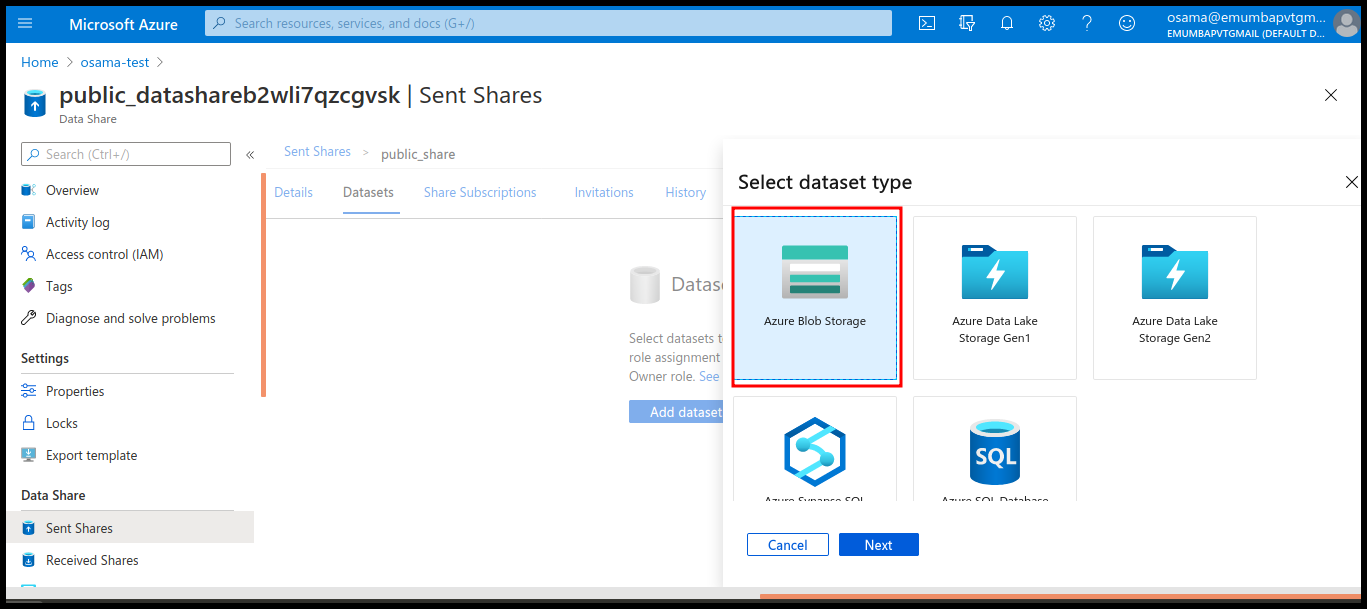 Microsoft Azure
Search resources, services, and docs (G+/)
osama@emumbapvtgm...
EMUMBAPVTGMAIL (DEFAULT D...
Home > osama-test >
public_datashareb2wli7qzcgvsk | Sent Shares
Data Share
Search (Ctrl+/)
«
Overview
Activity log
Access control (IAM)
Tags
Diagnose and solve problems
Settings
Properties
Locks
Export template
Data Share
Sent Shares
Received Shares
Sent Shares > public_share
Details Datasets Share Subscriptions Invitations History
Datase
Select datasets t
role assignment
Owner role. See
Add dataset
Select dataset type
Azure Blob Storage
Azure Data Lake
Storage Gen1
Azure Data Lake
Storage Gen2
Azure Synapse SQL
SQL
Azure SQL Database
Cancel
Next